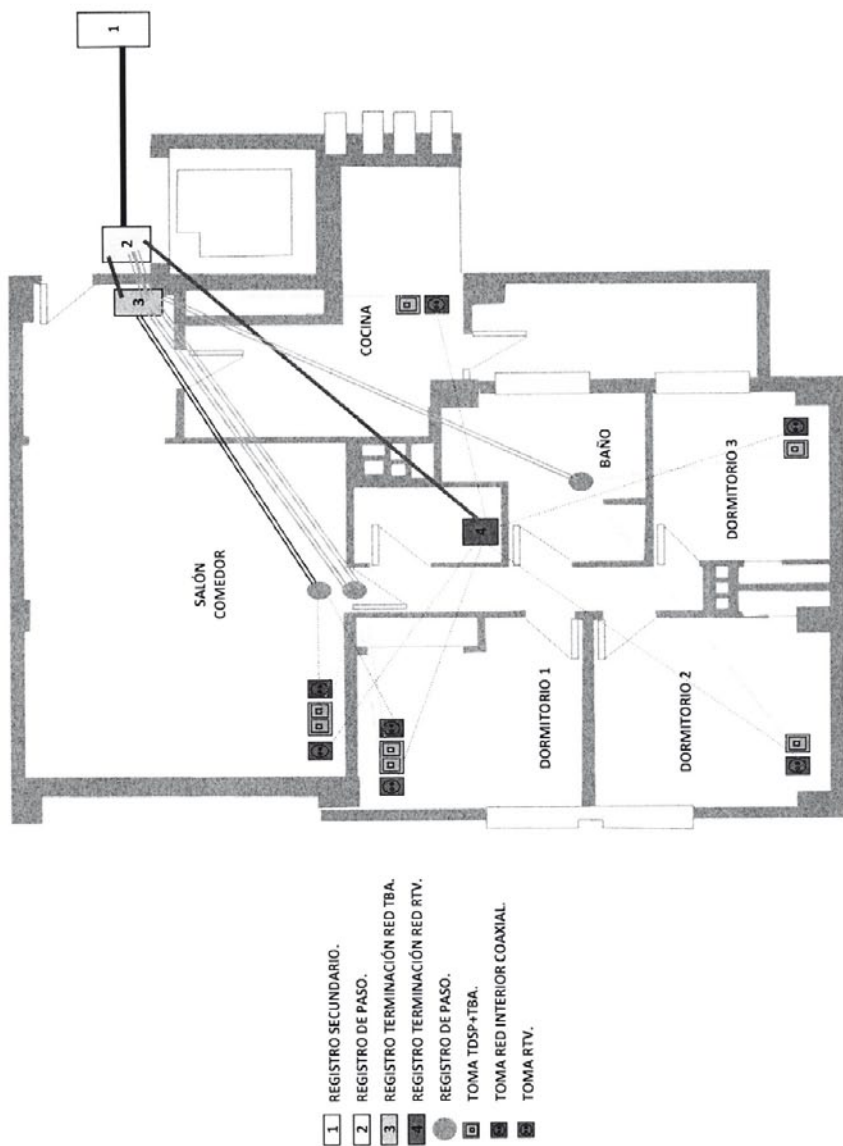 1
2
3
SALÓN
COMEDOR
COCINA
4
BAÑO
DORMITORIO 1
DORMITORIO 2
DORMITORIO 3
1 REGISTRO SECUNDARIO.
2 REGISTRO DE PASO.
3 REGISTRO TERMINACIÓN RED TBA.
4 REGISTRO TERMINACIÓN RED RTV.
REGISTRO DE PASO.
TOMA TDSP+TBA.
TOMA RED INTERIOR COAXIAL.
TOMA RTV.